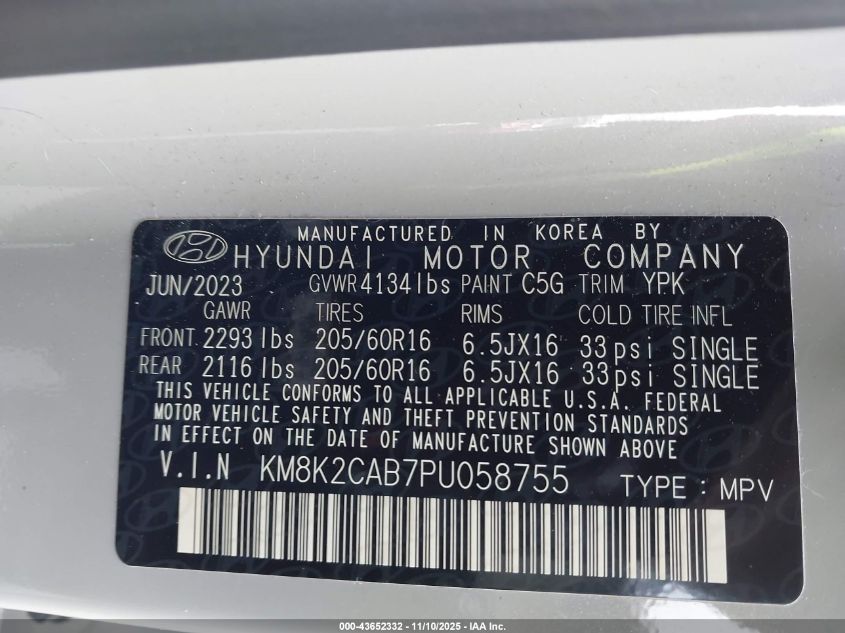 MANUFACTURED IN KOREA BY
HYUNDAI MOTOR COMPANY
JUN/2023 GVWR 4134 lbs PAINT C5G TRIM YPK
GAWR TIRES RIMS COLD TIRE INFL
FRONT 2293 lbs 205/60R16 6.5JX16 33psi SINGLE
REAR 2116 lbs 205/60R16 6.5JX16 33psi SINGLE
THIS VEHICLE CONFORMS TO ALL APPLICABLE U.S.A. FEDERAL
MOTOR VEHICLE SAFETY AND THEFT PREVENTION STANDARDS
IN EFFECT ON THE DATE OF MANUFACTURE SHOWN ABOVE
V.I.N KM8K2CAB7PU058755 TYPE : MPV
000-43652332 - 11/10/2025 - IAA Inc.